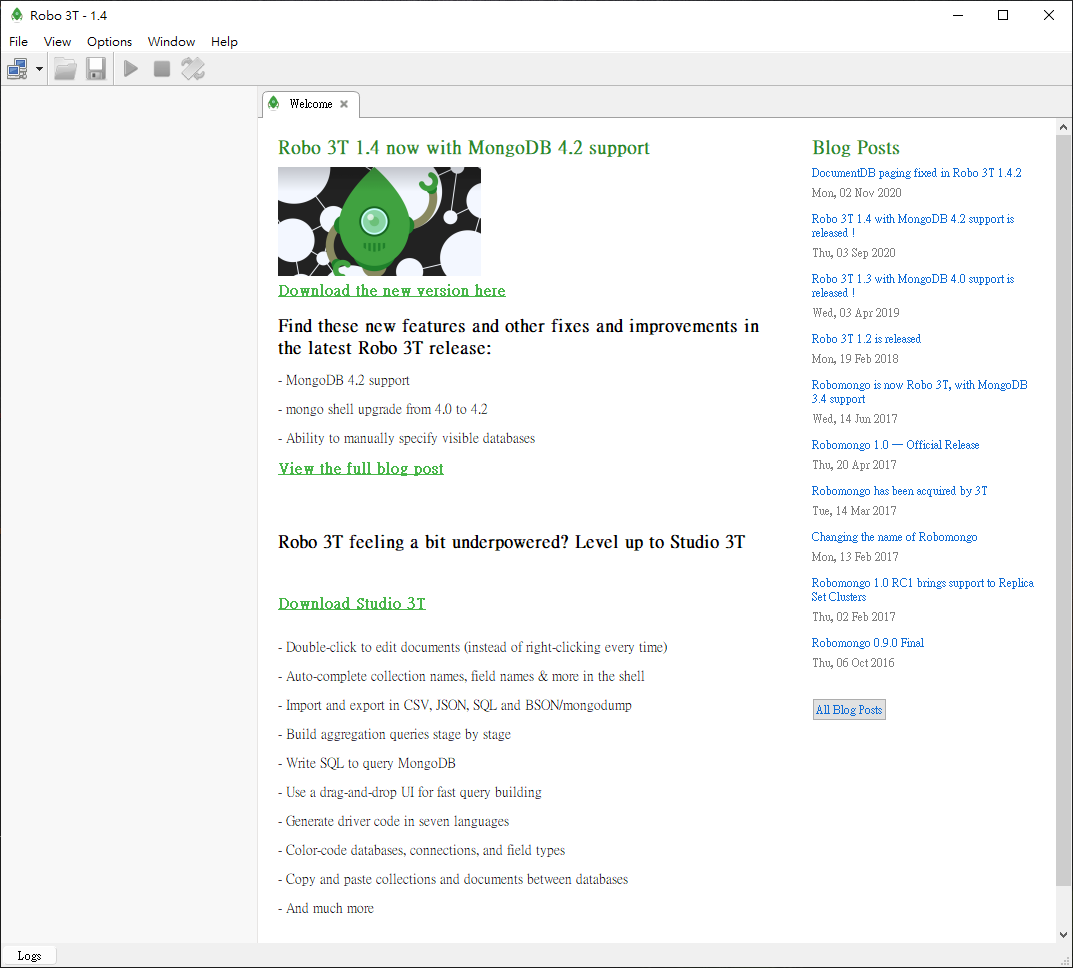 Robo 3T - 1.4
File View Options Window Help
Welcome
Robo 3T 1.4 now with MongoDB 4.2 support
Download the new version here
Find these new features and other fixes and improvements in
the latest Robo 3T release:
- MongoDB 4.2 support
- mongo shell upgrade from 4.0 to 4.2
- Ability to manually specify visible databases
View the full blog post
Robo 3T feeling a bit underpowered? Level up to Studio 3T
Download Studio 3T
- Double-click to edit documents (instead of right-clicking every time)
- Auto-complete collection names, field names & more in the shell
- Import and export in CSV, JSON, SQL and BSON/mongodump
- Build aggregation queries stage by stage
- Write SQL to query MongoDB
- Use a drag-and-drop UI for fast query building
- Generate driver code in seven languages
- Color-code databases, connections, and field types
- Copy and paste collections and documents between databases
- And much more
Blog Posts
DocumentDB paging fixed in Robo 3T 1.4.2
Mon, 02 Nov 2020
Robo 3T 1.4 with MongoDB 4.2 support is
released !
Thu, 03 Sep 2020
Robo 3T 1.3 with MongoDB 4.0 support is
released !
Wed, 03 Apr 2019
Robo 3T 1.2 is released
Mon, 19 Feb 2018
Robomongo is now Robo 3T, with MongoDB
3.4 support
Wed, 14 Jun 2017
Robomongo 1.0 — Official Release
Thu, 20 Apr 2017
Robomongo has been acquired by 3T
Tue, 14 Mar 2017
Changing the name of Robomongo
Mon, 13 Feb 2017
Robomongo 1.0 RC1 brings support to Replica
Set Clusters
Thu, 02 Feb 2017
Robomongo 0.9.0 Final
Thu, 06 Oct 2016
All Blog Posts
Logs